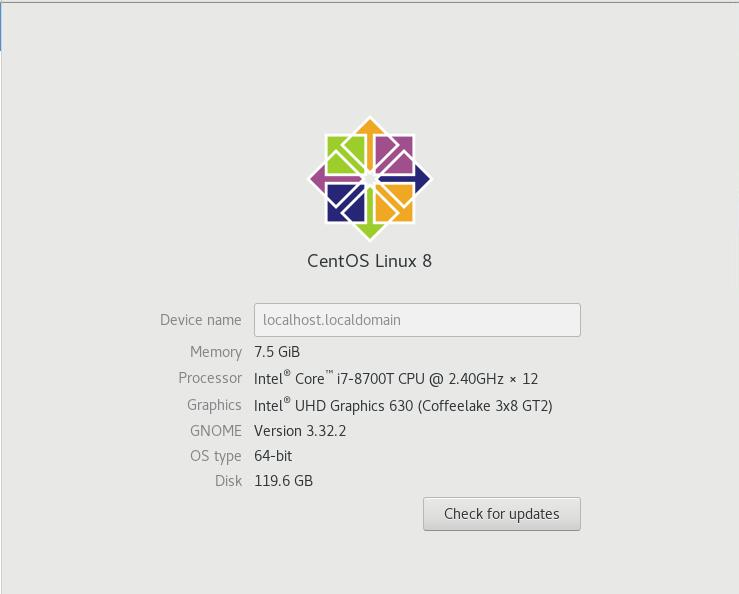 CentOS Linux 8
Device name localhost.localdomain
Memory 7.5 GiB
Processor Intel® Core™ i7-8700T CPU @ 2.40GHz × 12
Graphics Intel® UHD Graphics 630 (Coffeelake 3x8 GT2)
GNOME Version 3.32.2
OS type 64-bit
Disk 119.6 GB
Check for updates